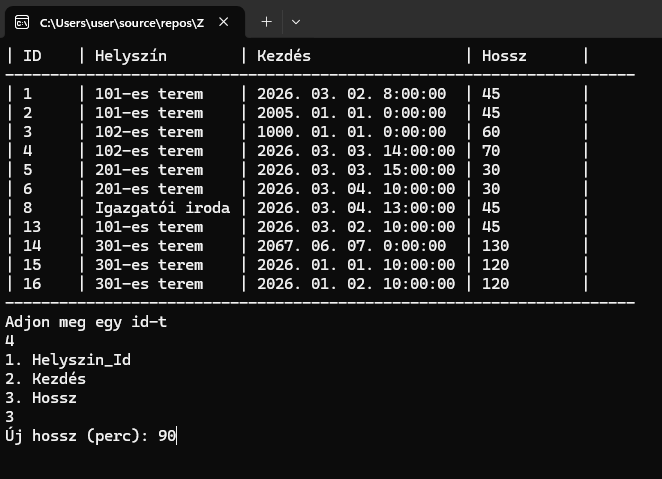 C:\Users\user\source\repos\Z
| ID    | Helyszín        | Kezdés                 | Hossz      |
----------------------------------------------------------------------
| 1     | 101-es terem    | 2026. 03. 02. 8:00:00  | 45         |
| 2     | 101-es terem    | 2005. 01. 01. 0:00:00  | 45         |
| 3     | 102-es terem    | 1000. 01. 01. 0:00:00  | 60         |
| 4     | 102-es terem    | 2026. 03. 03. 14:00:00 | 70         |
| 5     | 201-es terem    | 2026. 03. 03. 15:00:00 | 30         |
| 6     | 201-es terem    | 2026. 03. 04. 10:00:00 | 30         |
| 8     | Igazgatói iroda | 2026. 03. 04. 13:00:00 | 45         |
| 13    | 101-es terem    | 2026. 03. 02. 10:00:00 | 45         |
| 14    | 301-es terem    | 2067. 06. 07. 0:00:00  | 130        |
| 15    | 301-es terem    | 2026. 01. 01. 10:00:00 | 120        |
| 16    | 301-es terem    | 2026. 01. 02. 10:00:00 | 120        |
----------------------------------------------------------------------
Adjon meg egy id-t
4
1. Helyszin_Id
2. Kezdés
3. Hossz
3
Új hossz (perc): 90